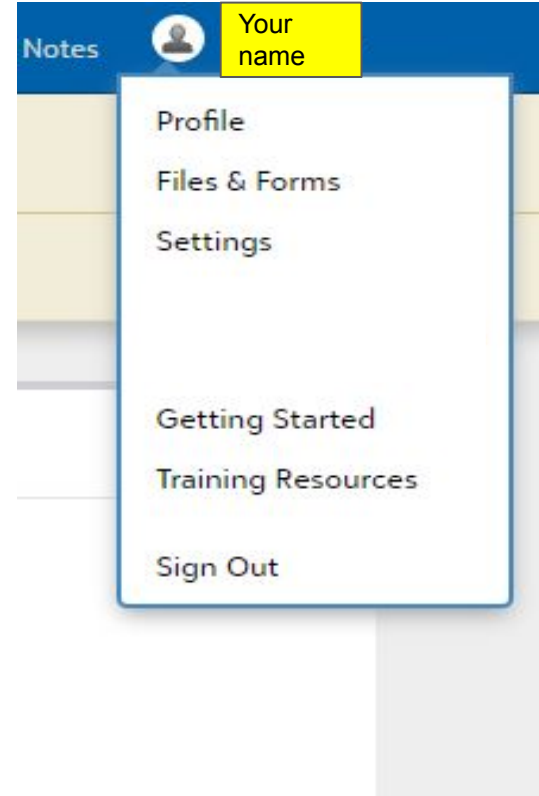 Notes
Your
name
Profile
Files & Forms
Settings
Getting Started
Training Resources
Sign Out